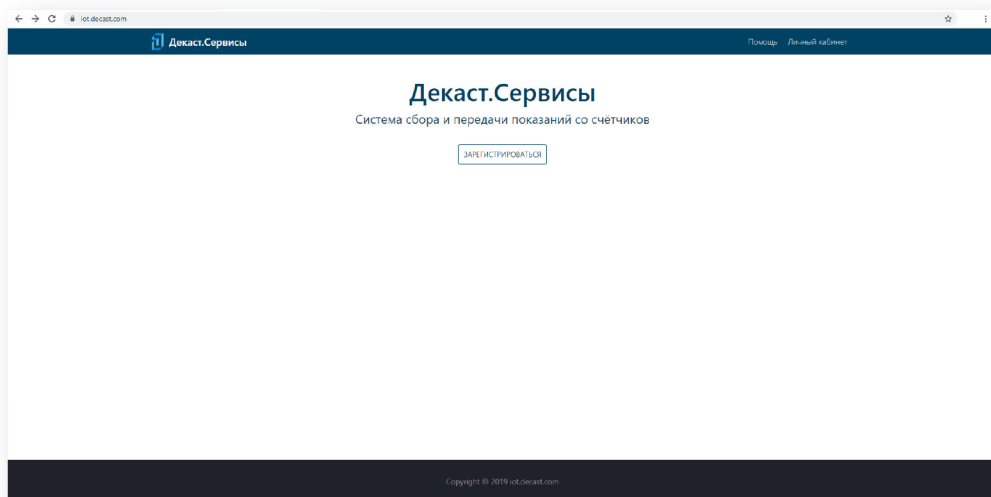 iot.decast.com
Декаст.Сервисы
Помощь Личный кабинет
Декаст.Сервисы
Система сбора и передачи показаний со счётчиков
ЗАРЕГИСТРИРОВАТЬСЯ
Copyright © 2019 iot.decast.com